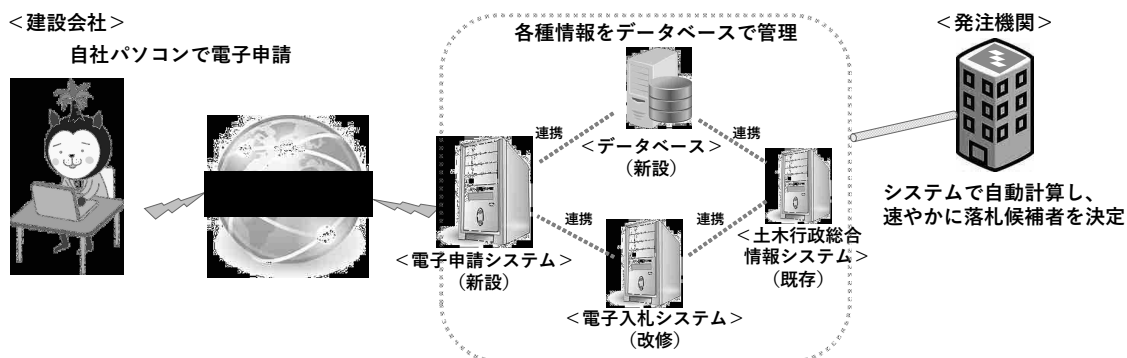 ＜建設会社＞
自社パソコンで電子申請
各種情報をデータベースで管理
＜発注機関＞
連携
連携
＜データベース＞
（新設）
連携
連携
＜電子申請システム＞
（新設）
＜土木行政総合
情報システム＞
（既存）
＜電子入札システム＞
（改修）
システムで自動計算し、
速やかに落札候補者を決定